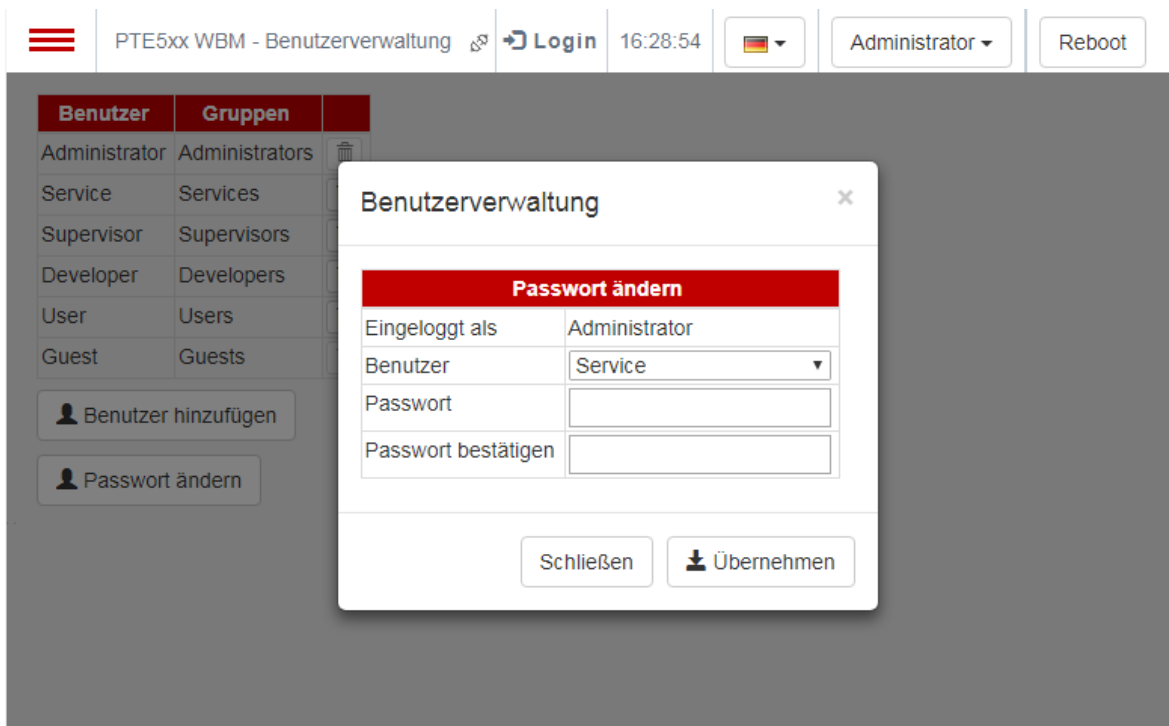 PTE5xx WBM - Benutzerverwaltung Login 16:28:54 Administrator Reboot
Benutzer Gruppen
Administrator Administrators
Service Services
Supervisor Supervisors
Developer Developers
User Users
Guest Guests
Benutzer hinzufügen
Passwort ändern
Benutzerverwaltung ×
Passwort ändern
Eingeloggt als Administrator
Benutzer Service
Passwort
Passwort bestätigen
Schließen Übernehmen